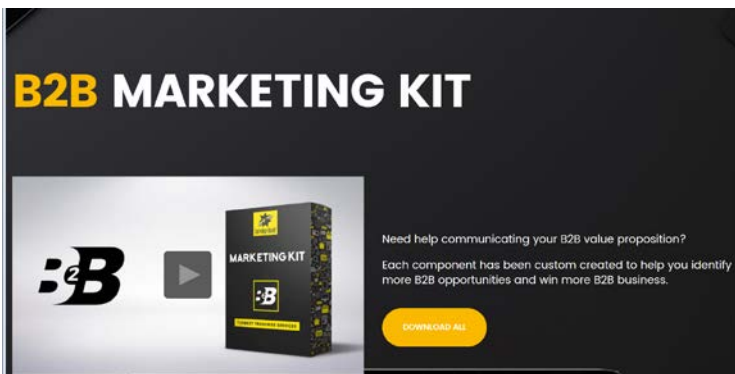 B2B MARKETING KIT
B2B
MARKETING KIT
B2B
Need help communicating your B2B value proposition?
Each component has been custom created to help you identify
more B2B opportunities and win more B2B business.
DOWNLOAD ALL